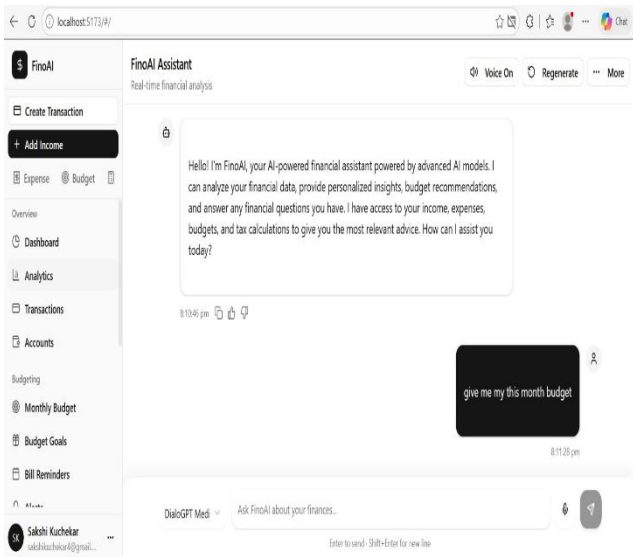 localhost:5173/#/
Chat
$ FinoAI
Create Transaction
+ Add Income
Expense Budget
Overview
Dashboard
Analytics
Transactions
Accounts
Budgeting
Monthly Budget
Budget Goals
Bill Reminders
Alerts
SK Sakshi Kuchekar ...
sakshikuchekar4@gmail...
FinoAI Assistant
Real-time financial analysis
Voice On Regenerate ... More
Hello! I'm FinoAI, your AI-powered financial assistant powered by advanced AI models. I
can analyze your financial data, provide personalized insights, budget recommendations,
and answer any financial questions you have. I have access to your income, expenses,
budgets, and tax calculations to give you the most relevant advice. How can I assist you
today?
8:10:46 pm
give me my this month budget
8:11:28 pm
DialoGPT Medi
Ask FinoAI about your finances...
Enter to send · Shift+Enter for new line